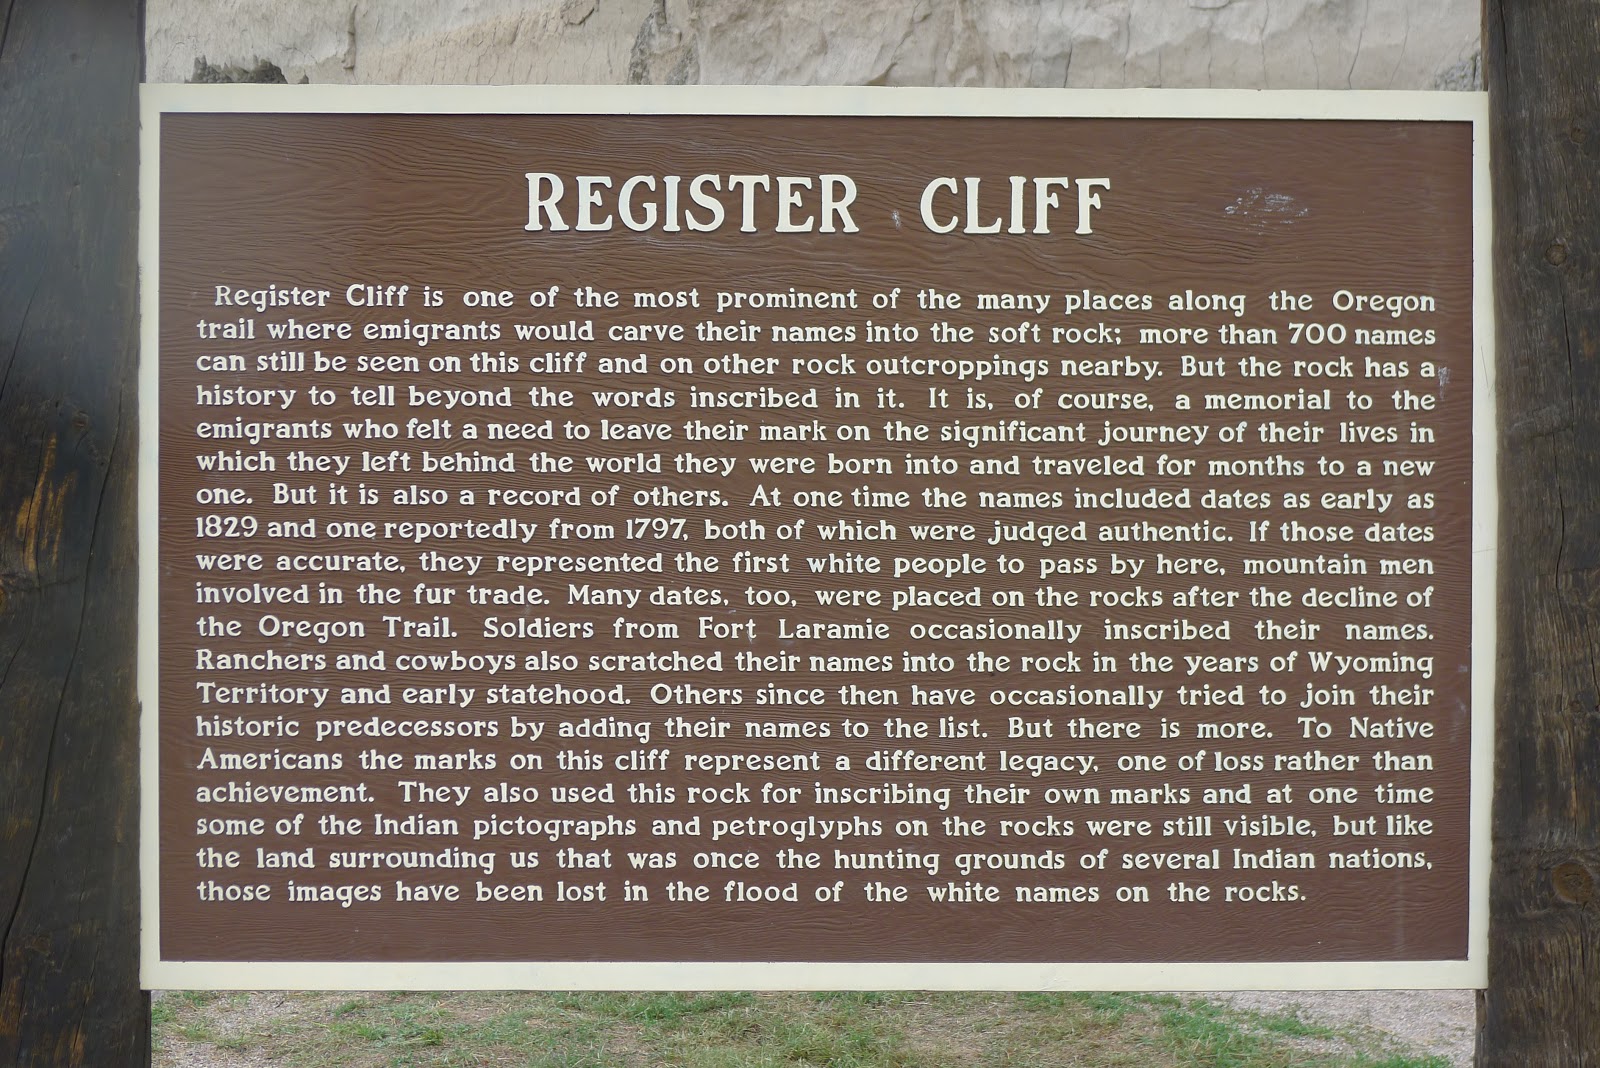 REGISTER CLIFF
Register Cliff is one of the most prominent of the many places along the Oregon
trail where emigrants would carve their names into the soft rock; more than 700 names
can still be seen on this cliff and on other rock outcroppings nearby. But the rock has a
history to tell beyond the words inscribed in it. It is, of course, a memorial to the
emigrants who felt a need to leave their mark on the significant journey of their lives in
which they left behind the world they were born into and traveled for months to a new
one. But it is also a record of others. At one time the names included dates as early as
1829 and one reportedly from 1797, both of which were judged authentic. If those dates
were accurate, they represented the first white people to pass by here, mountain men
involved in the fur trade. Many dates, too, were placed on the rocks after the decline of
the Oregon Trail. Soldiers from Fort Laramie occasionally inscribed their names.
Ranchers and cowboys also scratched their names into the rock in the years of Wyoming
Territory and early statehood. Others since then have occasionally tried to join their
historic predecessors by adding their names to the list. But there is more. To Native
Americans the marks on this cliff represent a different legacy, one of loss rather than
achievement. They also used this rock for inscribing their own marks and at one time
some of the Indian pictographs and petroglyphs on the rocks were still visible, but like
the land surrounding us that was once the hunting grounds of several Indian nations,
those images have been lost in the flood of the white names on the rocks.